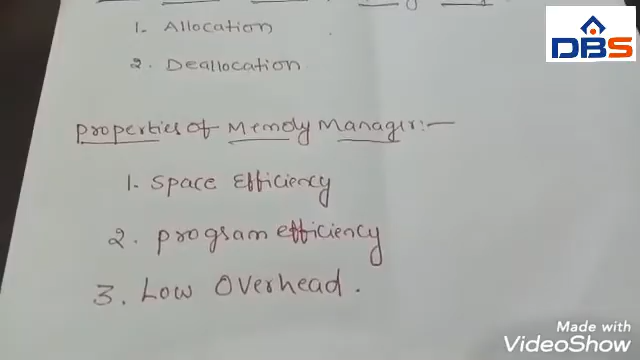 1. Allocation
2. Deallocation
Properties of Memory Manager:-
1. Space Efficiency
2. program efficiency
3. Low Overhead.
DBS
Made with
VideoShow